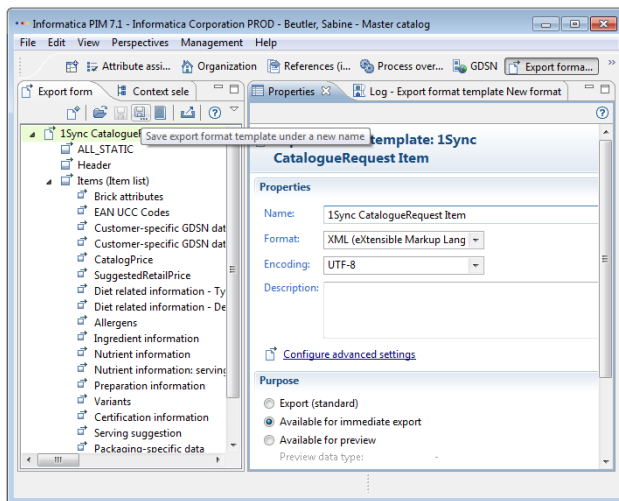 Informatica PIM 7.1 - Informatica Corporation PROD - Beutler, Sabine - Master catalog
File Edit View Perspectives Management Help
Attribute assi... Organization References (i... Process over... GDSN Export forma... »
Export form Context sele
Properties Log - Export format template New format
1Sync Catalogue
Save export format template under a new name
ALL_STATIC
Header
Items (Item list)
Brick attributes
EAN UCC Codes
Customer-specific GDSN dat
Customer-specific GDSN dat
CatalogPrice
SuggestedRetailPrice
Diet related information - Ty
Diet related information - De
Allergens
Ingredient information
Nutrient information
Nutrient information: serving
Preparation information
Variants
Certification information
Serving suggestion
Packaging-specific data
template: 1Sync
CatalogueRequest Item
Properties
Name: 1Sync CatalogueRequest Item
Format: XML (eXtensible Markup Lang
Encoding: UTF-8
Description:
Configure advanced settings
Purpose
Export (standard)
Available for immediate export
Available for preview
Preview data type: -